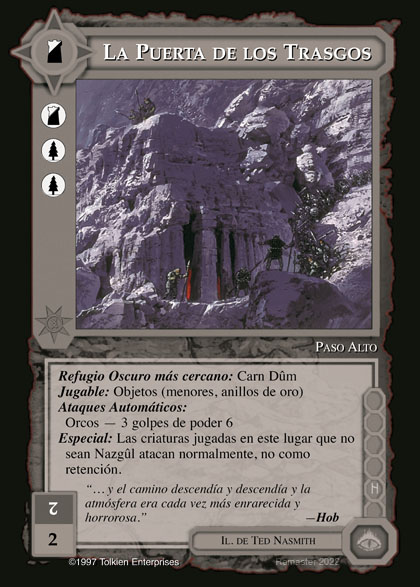 La Puerta de los Trasgos
Paso Alto
Refugio Oscuro más cercano: Carn Dûm
Jugable: Objetos (menores, anillos de oro)
Ataques Automáticos:
Orcos — 3 golpes de poder 6
Especial: Las criaturas jugadas en este lugar que no
sean Nazgûl atacan normalmente, no como
retención.
“…y el camino descendía y descendía y la
atmósfera era cada vez más enrarecida y
horrorosa.” –Hob
H
2
2
Il. de Ted Nasmith
©1997 Tolkien Enterprises
Remaster 2022